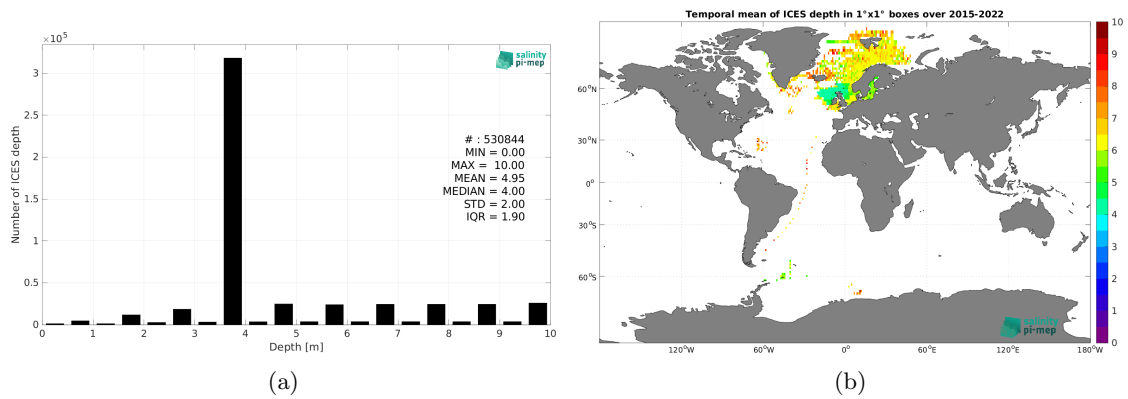 ×10⁵
3
2.5
2
1.5
1
0.5
0
Number of ICES depth
# : 530844
MIN = 0.00
MAX = 10.00
MEAN = 4.95
MEDIAN = 4.00
STD = 2.00
IQR = 1.90
salinity
pi-mep
1 2 3 4 5 6 7 8 9 10
Depth [m]
(a)
Temporal mean of ICES depth in 1°x1° boxes over 2015-2022
60°N
30°N
0°
30°S
60°S
120°W 60°W 0° 60°E 120°E 180°W
salinity
pi-mep
10
9
8
7
6
5
4
3
2
1
0
(b)